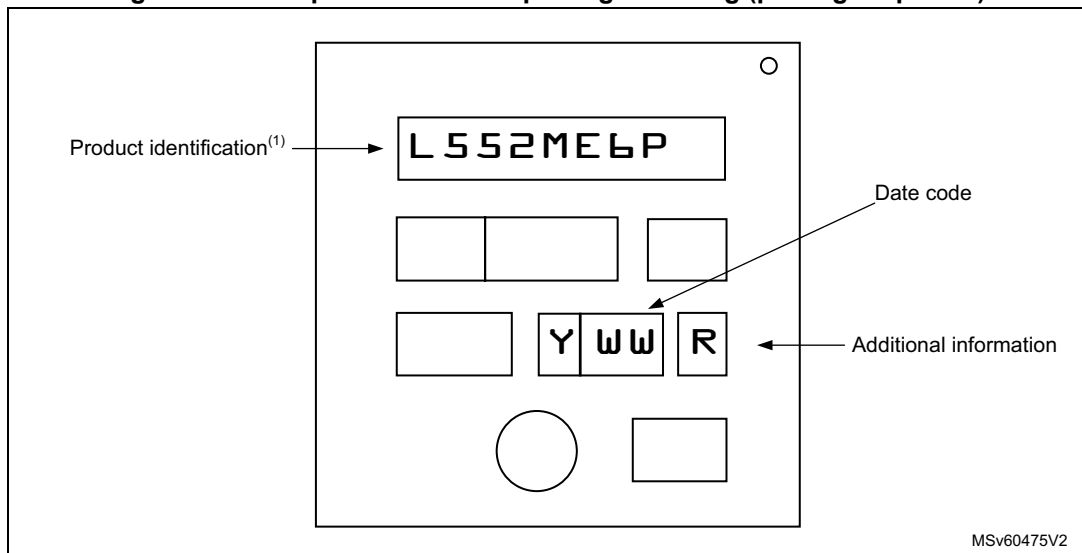 Product identification(1)
L552ME6P
Date code
Y WW R
Additional information
MSv60475V2